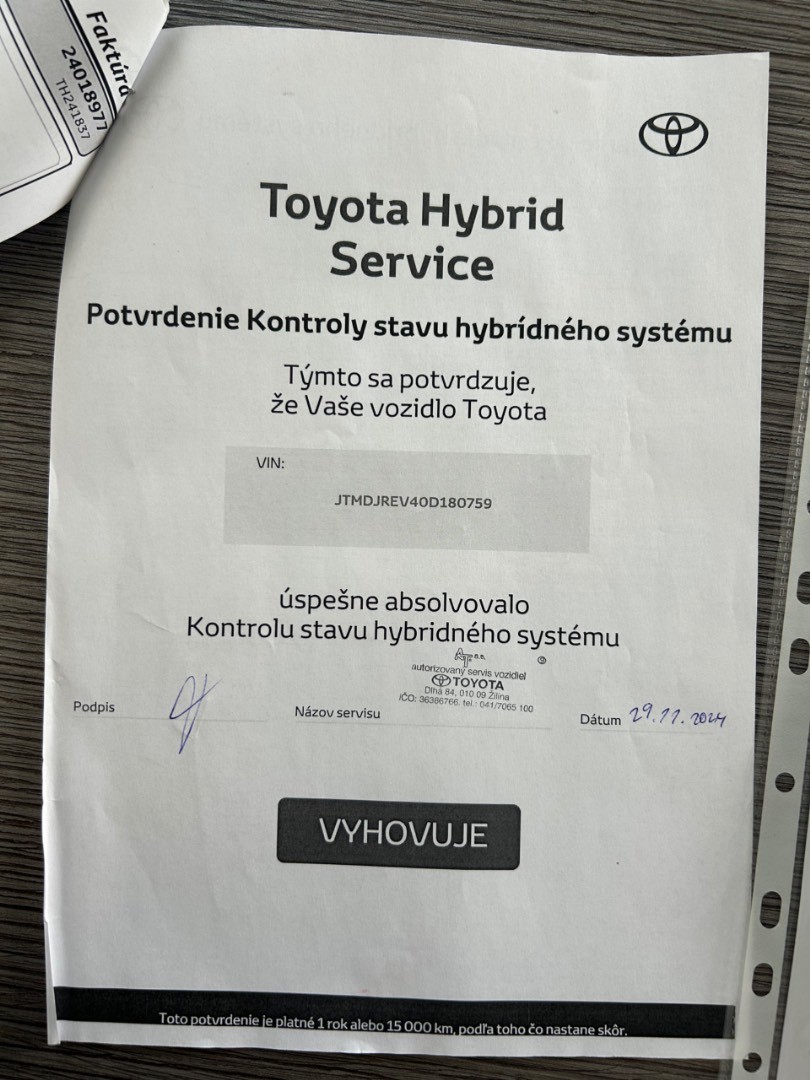 Faktúra
24018977
TH241837
Toyota Hybrid
Service
Potvrdenie Kontroly stavu hybrídného systému
Týmto sa potvrdzuje,
že Vaše vozidlo Toyota
VIN:
JTMDJREV40D180759
úspešne absolvovalo
Kontrolu stavu hybridného systému
AT s.r.o.
autorizovaný servis vozidiel
TOYOTA
Dlhá 84, 010 09 Žilina
IČO: 36386766, tel.: 041/7065 100
Podpis
Názov servisu
Dátum 29.11.2024
VYHOVUJE
Toto potvrdenie je platné 1 rok alebo 15 000 km, podľa toho čo nastane skôr.